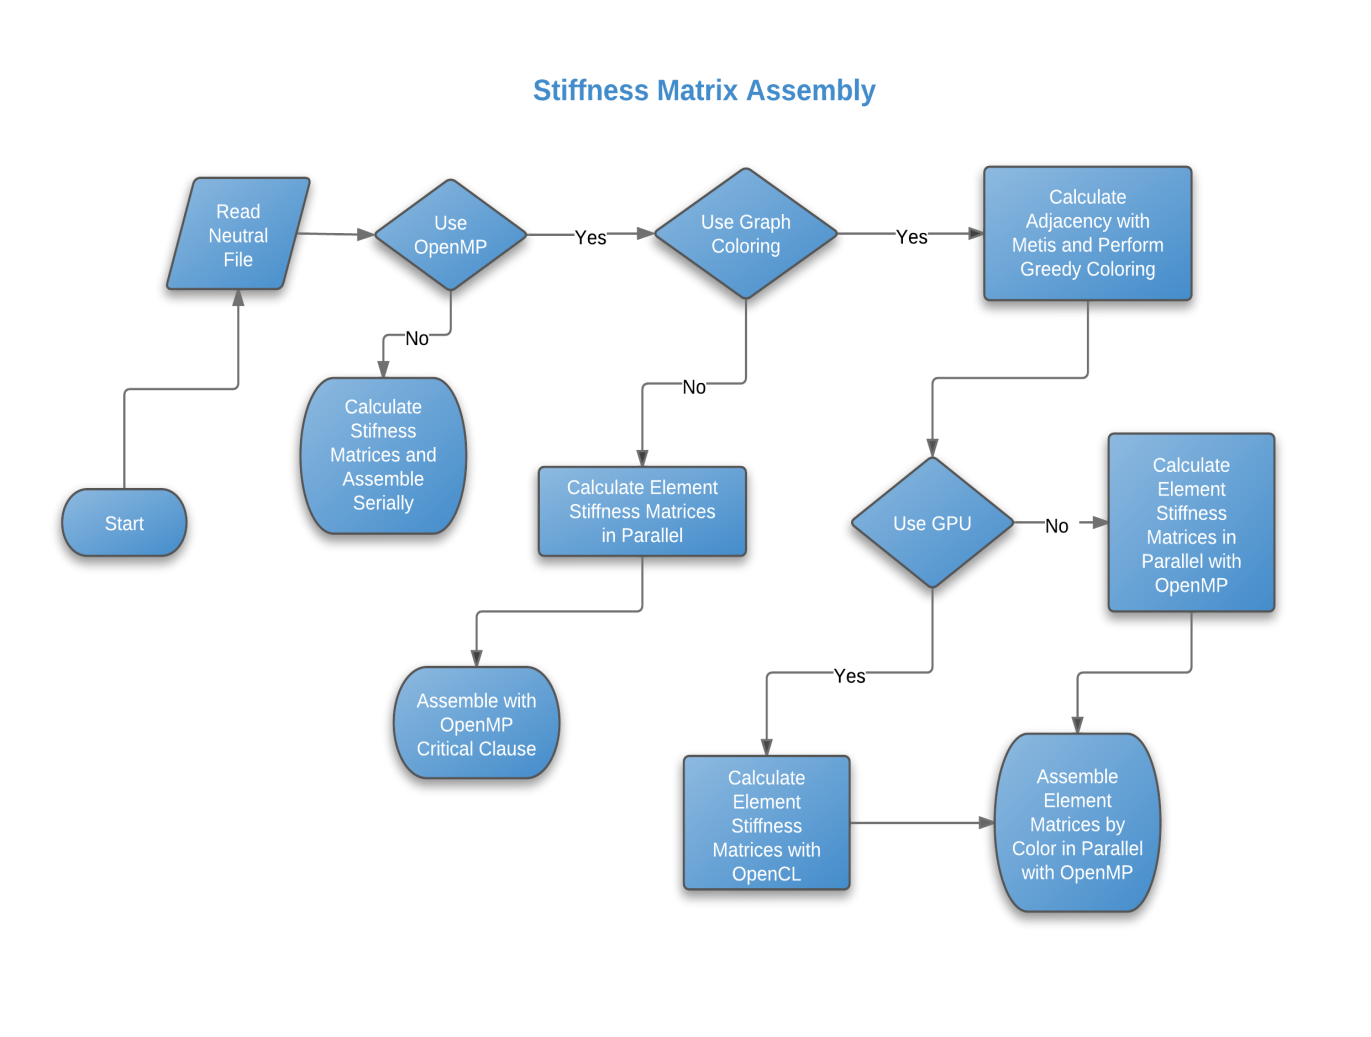 Stiffness Matrix Assembly
Read
Neutral
File
Use
OpenMP
Yes
Use Graph
Coloring
Yes
Calculate
Adjacency with
Metis and Perform
Greedy Coloring
No
Calculate
Stifness
Matrices and
Assemble
Serially
No
Calculate Element
Stiffness Matrices
in Parallel
Start
Use GPU
No
Calculate
Element
Stiffness
Matrices in
Parallel with
OpenMP
Assemble with
OpenMP
Critical Clause
Yes
Calculate
Element
Stiffness
Matrices with
OpenCL
Assemble
Element
Matrices by
Color in Parallel
with OpenMP